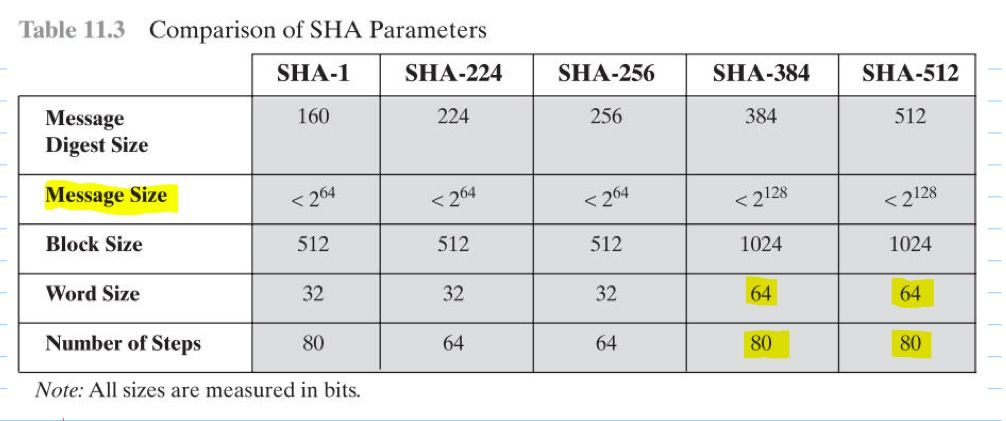 Table 11.3 Comparison of SHA Parameters
SHA-1 SHA-224 SHA-256 SHA-384 SHA-512
Message
Digest Size 160 224 256 384 512
Message Size < 2^64 < 2^64 < 2^64 < 2^128 < 2^128
Block Size 512 512 512 1024 1024
Word Size 32 32 32 64 64
Number of Steps 80 64 64 80 80
Note: All sizes are measured in bits.